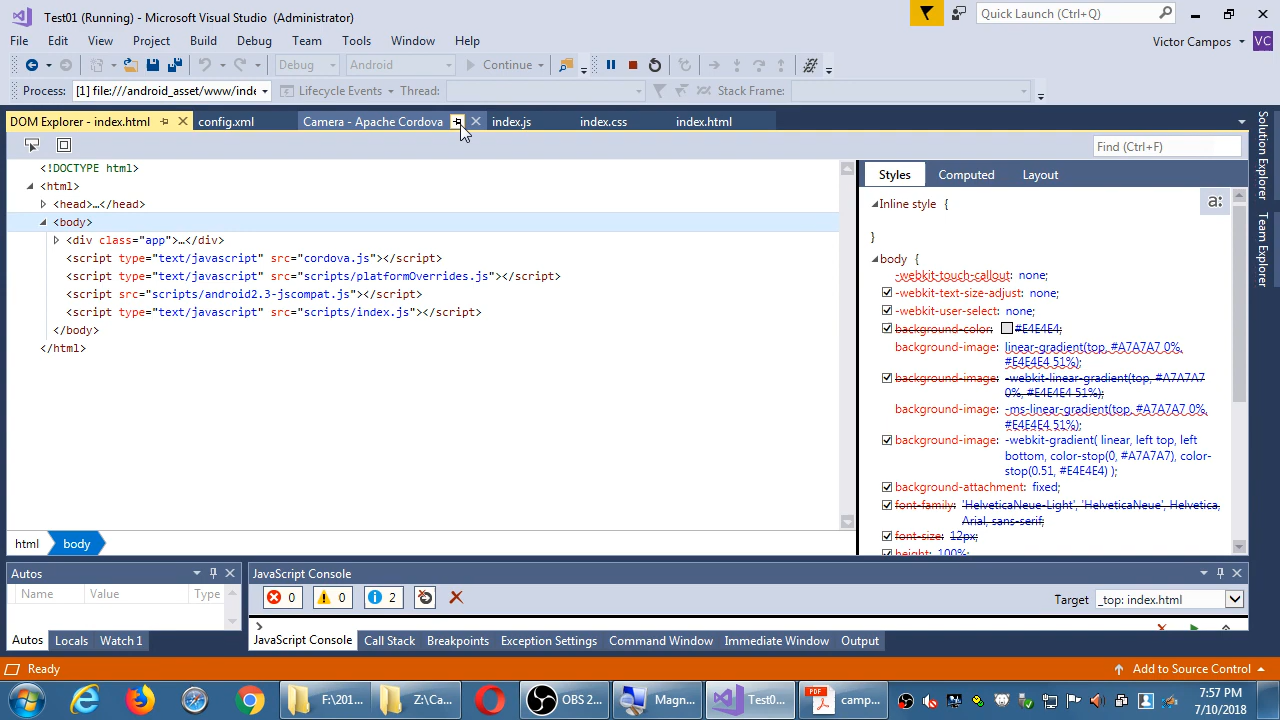 Test01 (Running) - Microsoft Visual Studio (Administrator)
Quick Launch (Ctrl+Q)
File Edit View Project Build Debug Team Tools Window Help
Victor Campos VC
Debug Android Continue
Process: [1] file:///android_asset/www/inde Lifecycle Events Thread: Stack Frame:
DOM Explorer - index.html config.xml Camera - Apache Cordova index.js index.css index.html
Find (Ctrl+F)
Solution Explorer
Team Explorer
<!DOCTYPE html>
<html>
<head>…</head>
<body>
<div class="app">…</div>
<script type="text/javascript" src="cordova.js"></script>
<script type="text/javascript" src="scripts/platformOverrides.js"></script>
<script src="scripts/android2.3-jscompat.js"></script>
<script type="text/javascript" src="scripts/index.js"></script>
</body>
</html>
html body
Styles Computed Layout
Inline style {
a:
}
body {
-webkit-touch-callout: none;
-webkit-text-size-adjust: none;
-webkit-user-select: none;
background-color: #E4E4E4;
background-image: linear-gradient(top, #A7A7A7 0%,
#E4E4E4 51%);
background-image: -webkit-linear-gradient(top, #A7A7A7
0%, #E4E4E4 51%);
background-image: -ms-linear-gradient(top, #A7A7A7 0%,
#E4E4E4 51%);
background-image: -webkit-gradient( linear, left top, left
bottom, color-stop(0, #A7A7A7), color-
stop(0.51, #E4E4E4) );
background-attachment: fixed;
font-family: 'HelveticaNeue-Light', 'HelveticaNeue', Helvetica,
Arial, sans-serif;
font-size: 12px;
height: 100%;
Autos
Name Value Type
Autos Locals Watch 1
JavaScript Console
0 0 2
Target _top: index.html
JavaScript Console Call Stack Breakpoints Exception Settings Command Window Immediate Window Output
Ready
Add to Source Control
F:\201... Z:\Ca... OBS 2... Magn... Test0... camp...
PDF
7:57 PM
7/10/2018